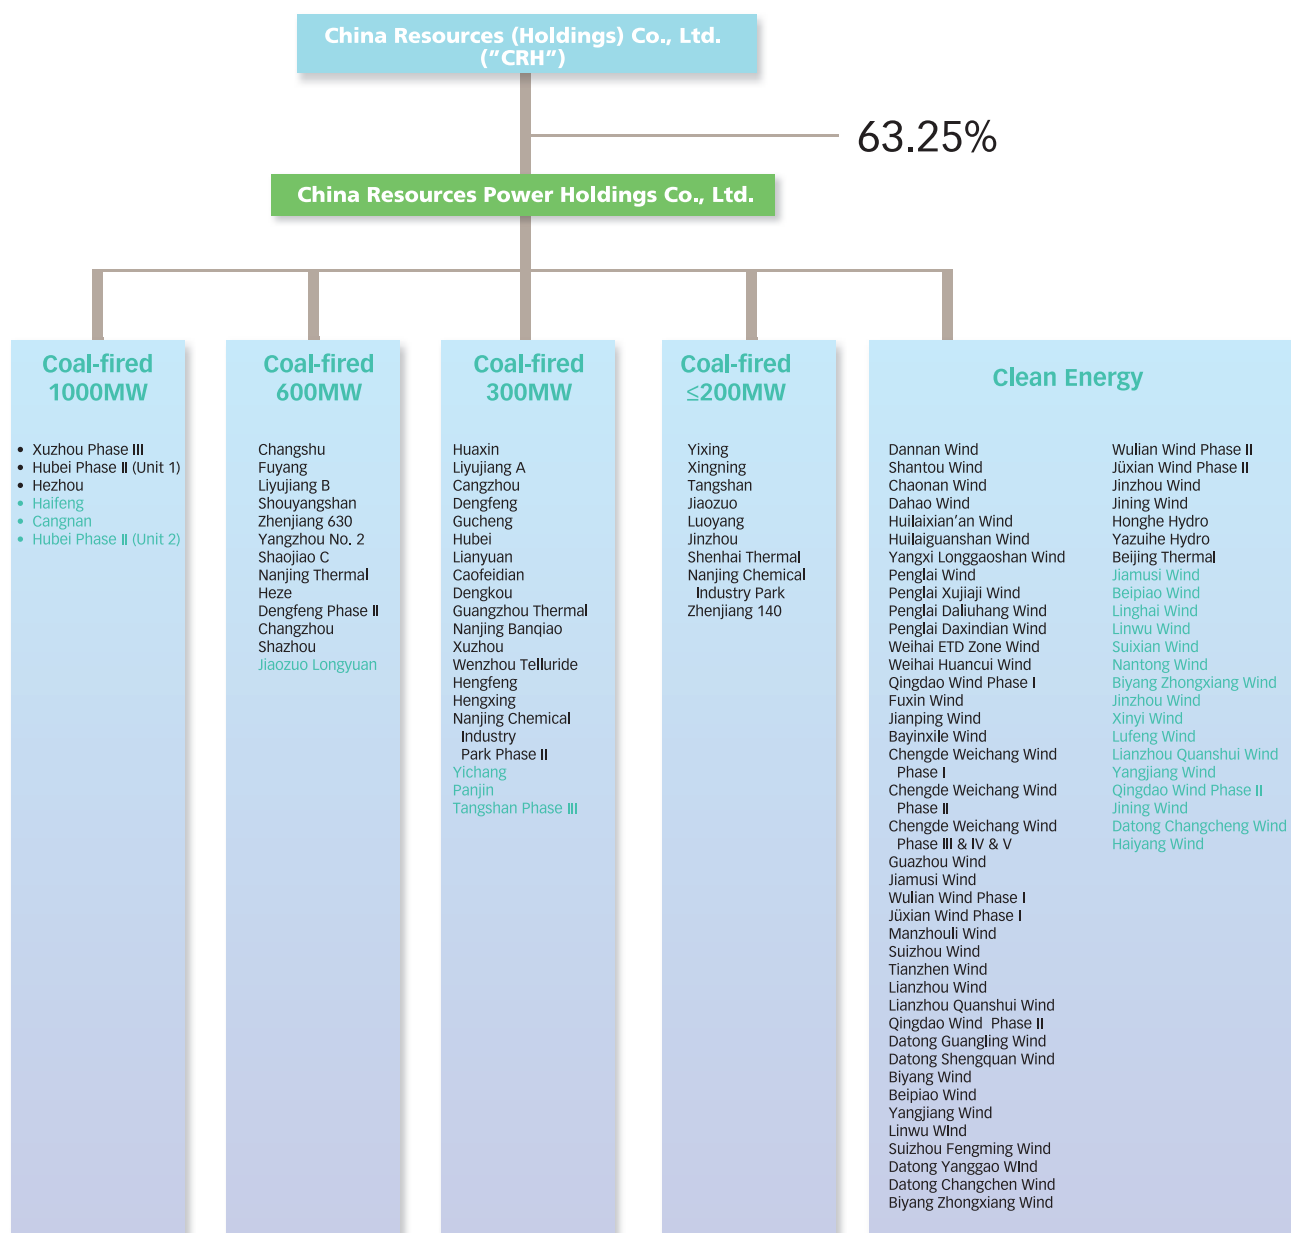 China Resources (Holdings) Co., Ltd.
("CRH")
63.25%
China Resources Power Holdings Co., Ltd.
Coal-fired
1000MW
• Xuzhou Phase III
• Hubei Phase II (Unit 1)
• Hezhou
• Haifeng
• Cangnan
• Hubei Phase II (Unit 2)
Coal-fired
600MW
Changshu
Fuyang
Liyujiang B
Shouyangshan
Zhenjiang 630
Yangzhou No. 2
Shaojiao C
Nanjing Thermal
Heze
Dengfeng Phase II
Changzhou
Shazhou
Jiaozuo Longyuan
Coal-fired
300MW
Huaxin
Liyujiang A
Cangzhou
Dengfeng
Gucheng
Hubei
Lianyuan
Caofeidian
Dengkou
Guangzhou Thermal
Nanjing Banqiao
Xuzhou
Wenzhou Telluride
Hengfeng
Hengxing
Nanjing Chemical
Industry
Park Phase II
Yichang
Panjin
Tangshan Phase III
Coal-fired
≤200MW
Yixing
Xingning
Tangshan
Jiaozuo
Luoyang
Jinzhou
Shenhai Thermal
Nanjing Chemical
Industry Park
Zhenjiang 140
Clean Energy
Dannan Wind
Shantou Wind
Chaonan Wind
Dahao Wind
Huilaixian'an Wind
Huilaiguanshan Wind
Yangxi Longgaoshan Wind
Penglai Wind
Penglai Xujiaji Wind
Penglai Daliuhang Wind
Penglai Daxindian Wind
Weihai ETD Zone Wind
Weihai Huancui Wind
Qingdao Wind Phase I
Fuxin Wind
Jianping Wind
Bayinxile Wind
Chengde Weichang Wind
Phase I
Chengde Weichang Wind
Phase II
Chengde Weichang Wind
Phase III & IV & V
Guazhou Wind
Jiamusi Wind
Wulian Wind Phase I
Jüxian Wind Phase I
Manzhouli Wind
Suizhou Wind
Tianzhen Wind
Lianzhou Wind
Lianzhou Quanshui Wind
Qingdao Wind Phase II
Datong Guangling Wind
Datong Shengquan Wind
Biyang Wind
Beipiao Wind
Yangjiang Wind
Linwu WInd
Suizhou Fengming Wind
Datong Yanggao WInd
Datong Changchen Wind
Biyang Zhongxiang Wind
Wulian Wind Phase II
Jüxian Wind Phase II
Jinzhou Wind
Jining Wind
Honghe Hydro
Yazuihe Hydro
Beijing Thermal
Jiamusi Wind
Beipiao Wind
Linghai Wind
Linwu Wind
Suixian Wind
Nantong Wind
Biyang Zhongxiang Wind
Jinzhou Wind
Xinyi Wind
Lufeng Wind
Lianzhou Quanshui Wind
Yangjiang Wind
Qingdao Wind Phase II
Jining Wind
Datong Changcheng Wind
Haiyang Wind